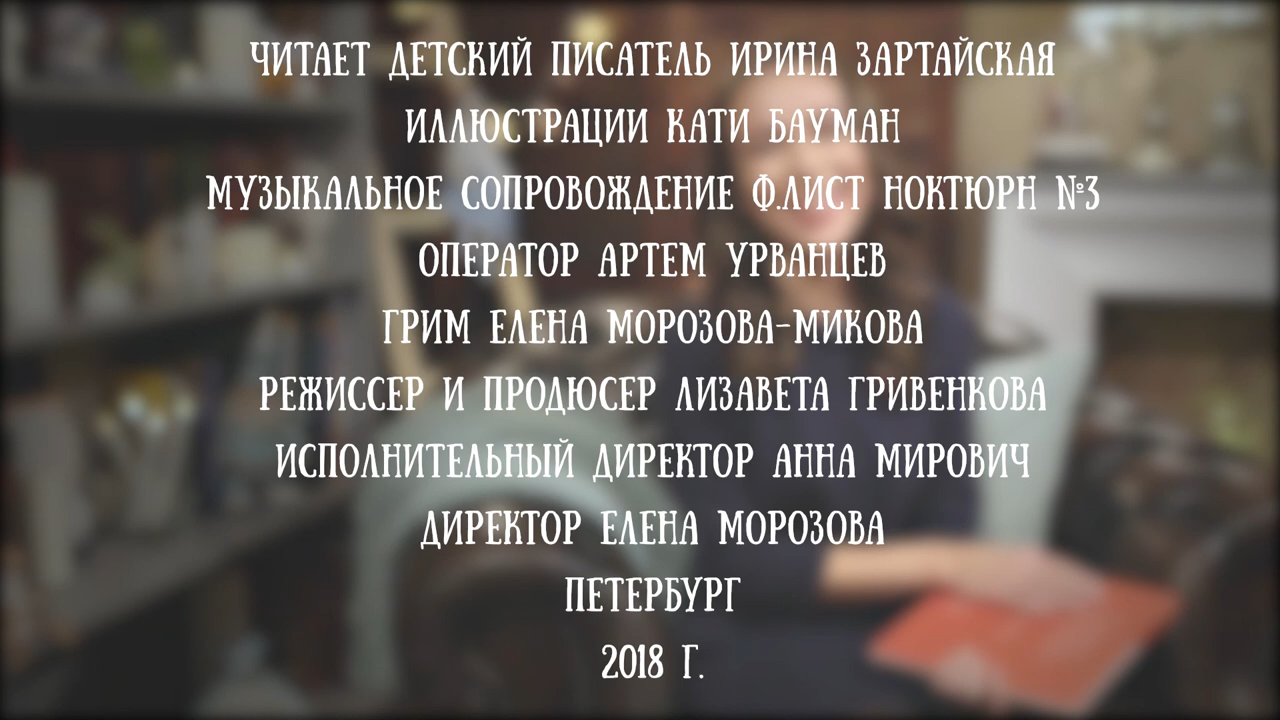 ЧИТАЕТ ДЕТСКИЙ ПИСАТЕЛЬ ИРИНА ЗАРТАЙСКАЯ
ИЛЛЮСТРАЦИИ КАТИ БАУМАН
МУЗЫКАЛЬНОЕ СОПРОВОЖДЕНИЕ Ф.ЛИСТ НОКТЮРН №3
ОПЕРАТОР АРТЕМ УРВАНЦЕВ
ГРИМ ЕЛЕНА МОРОЗОВА-МИКОВА
РЕЖИССЕР И ПРОДЮСЕР ЛИЗАВЕТА ГРИВЕНКОВА
ИСПОЛНИТЕЛЬНЫЙ ДИРЕКТОР АННА МИРОВИЧ
ДИРЕКТОР ЕЛЕНА МОРОЗОВА
ПЕТЕРБУРГ
2018 Г.